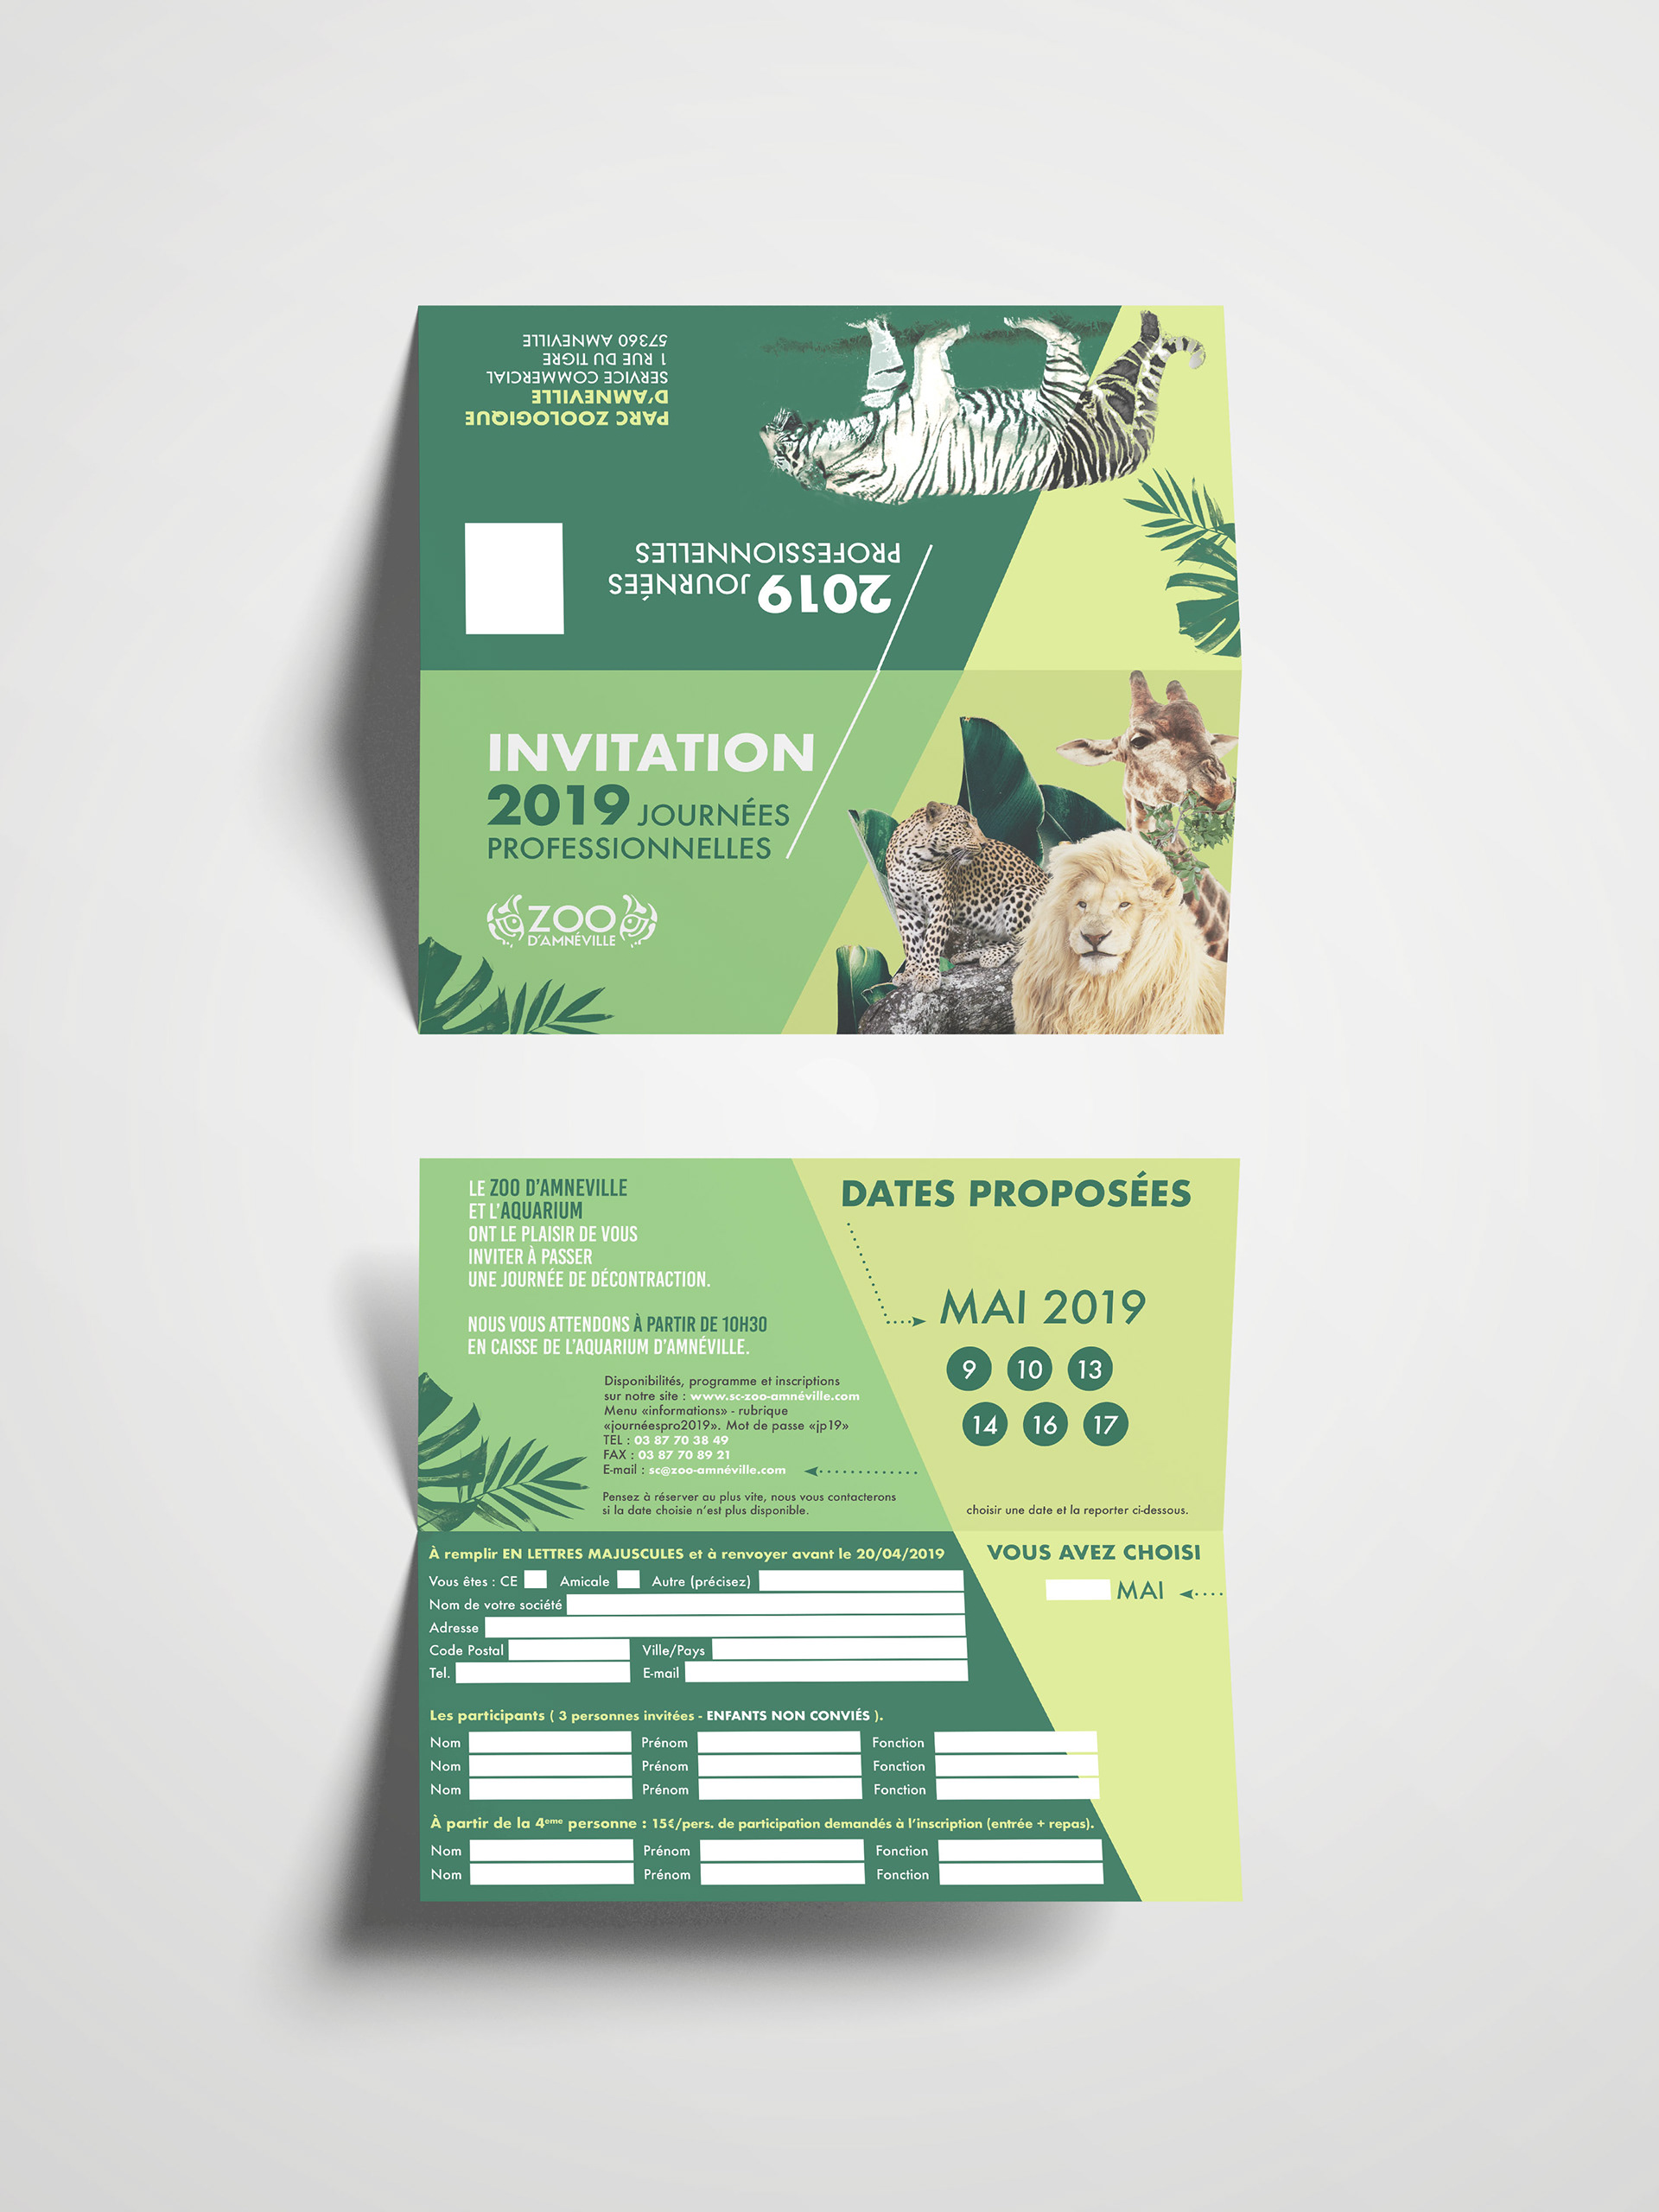 PARC ZOOLOGIQUE
D'AMNEVILLE
SERVICE COMMERCIAL
1 RUE DU TIGRE
57360 AMNEVILLE
2019 JOURNÉES
PROFESSIONNELLES
INVITATION
2019 JOURNÉES
PROFESSIONNELLES
ZOO
D'AMNÉVILLE
LE ZOO D'AMNEVILLE
ET L'AQUARIUM
ONT LE PLAISIR DE VOUS
INVITER À PASSER
UNE JOURNÉE DE DÉCONTRACTION.
NOUS VOUS ATTENDONS À PARTIR DE 10H30
EN CAISSE DE L'AQUARIUM D'AMNÉVILLE.
Disponibilités, programme et inscriptions
sur notre site : www.sc-zoo-amnéville.com
Menu «informations» - rubrique
«journéespro2019». Mot de passe «jp19»
TEL : 03 87 70 38 49
FAX : 03 87 70 89 21
E-mail : sc@zoo-amnéville.com
Pensez à réserver au plus vite, nous vous contacterons
si la date choisie n'est plus disponible.
DATES PROPOSÉES
MAI 2019
9 10 13
14 16 17
choisir une date et la reporter ci-dessous.
À remplir EN LETTRES MAJUSCULES et à renvoyer avant le 20/04/2019
Vous êtes : CE Amicale Autre (précisez)
Nom de votre société
Adresse
Code Postal Ville/Pays
Tel. E-mail
VOUS AVEZ CHOISI
MAI
Les participants ( 3 personnes invitées - ENFANTS NON CONVIÉS ).
Nom Prénom Fonction
Nom Prénom Fonction
Nom Prénom Fonction
À partir de la 4eme personne : 15€/pers. de participation demandés à l'inscription (entrée + repas).
Nom Prénom Fonction
Nom Prénom Fonction